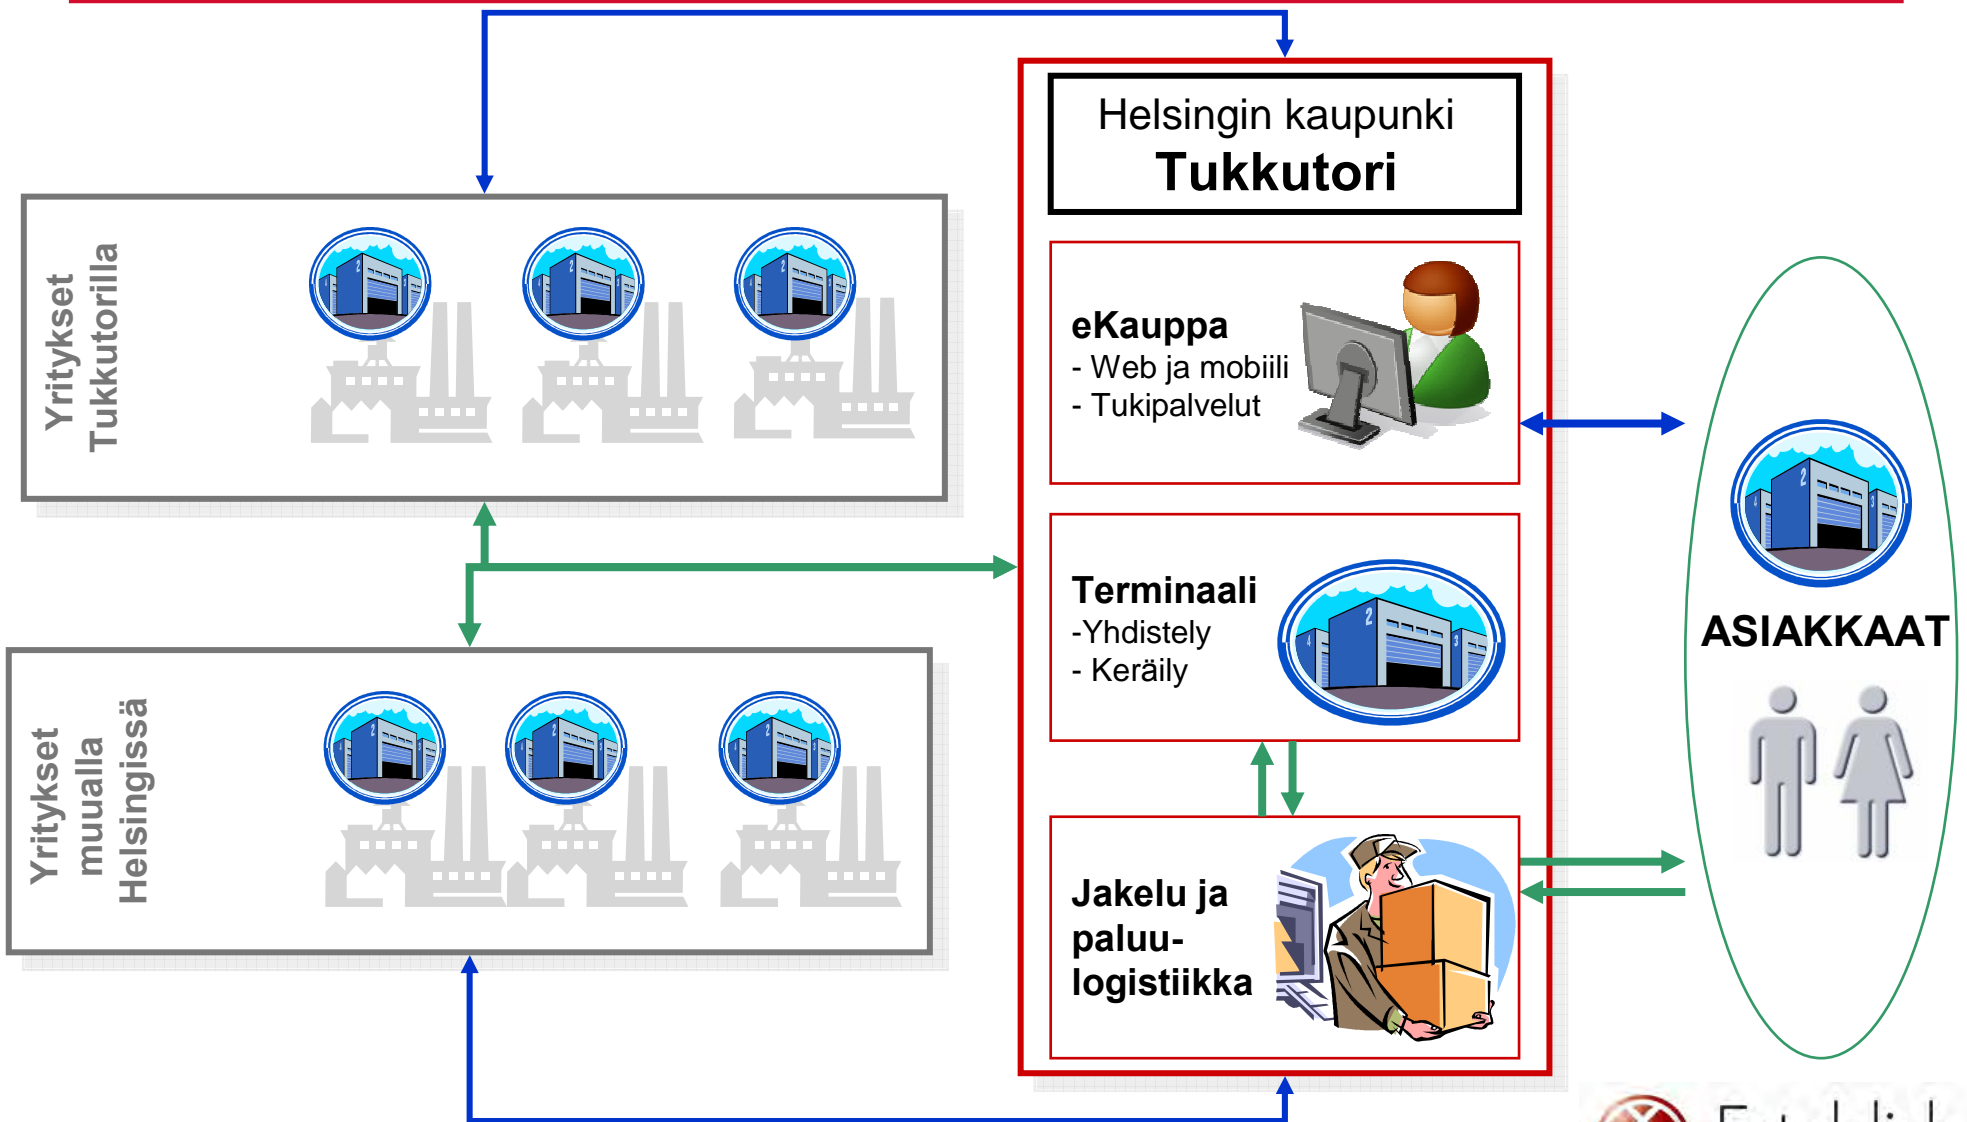 Helsingin kaupunki
Tukkutori
Yritykset
Tukkutorilla
eKauppa
- Web ja mobiili
- Tukipalvelut
Terminaali
-Yhdistely
- Keräily
ASIAKKAAT
Yritykset
muualla
Helsingissä
Jakelu ja
paluu-
logistiikka